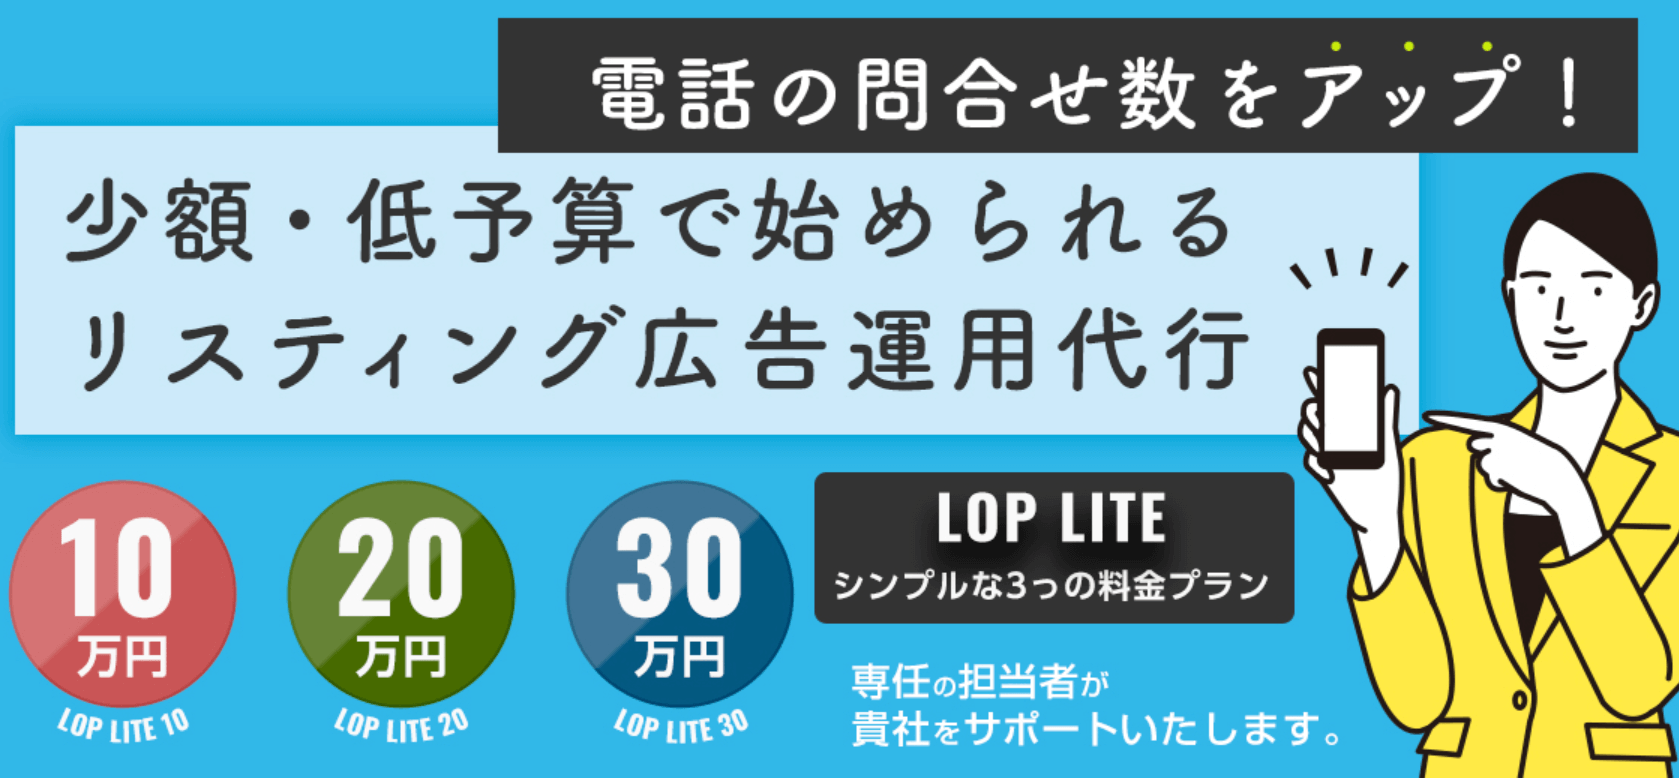 電話の問合せ数をアップ！
少額・低予算で始められる
リスティング広告運用代行
10
万円
LOP LITE 10
20
万円
LOP LITE 20
30
万円
LOP LITE 30
LOP LITE
シンプルな3っの料金プラン
専任の担当者が
貴社をサポートいたします。